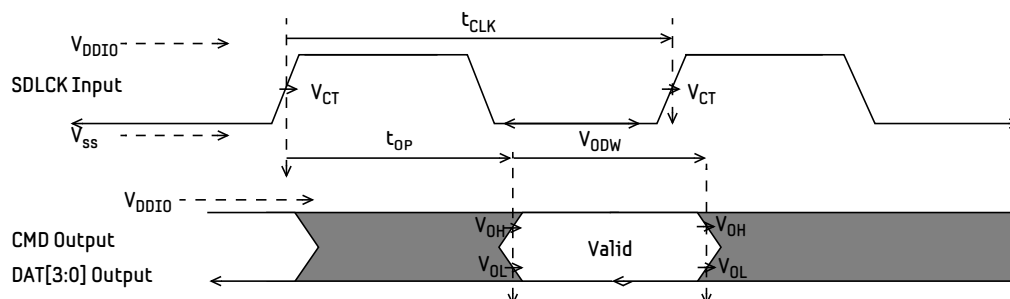 t_CLK
V_DDIO
SDLCK Input
V_CT
V_CT
V_ss
t_OP
V_ODW
V_DDIO
V_OH
V_OH
CMD Output
Valid
V_OL
V_OL
DAT[3:0] Output